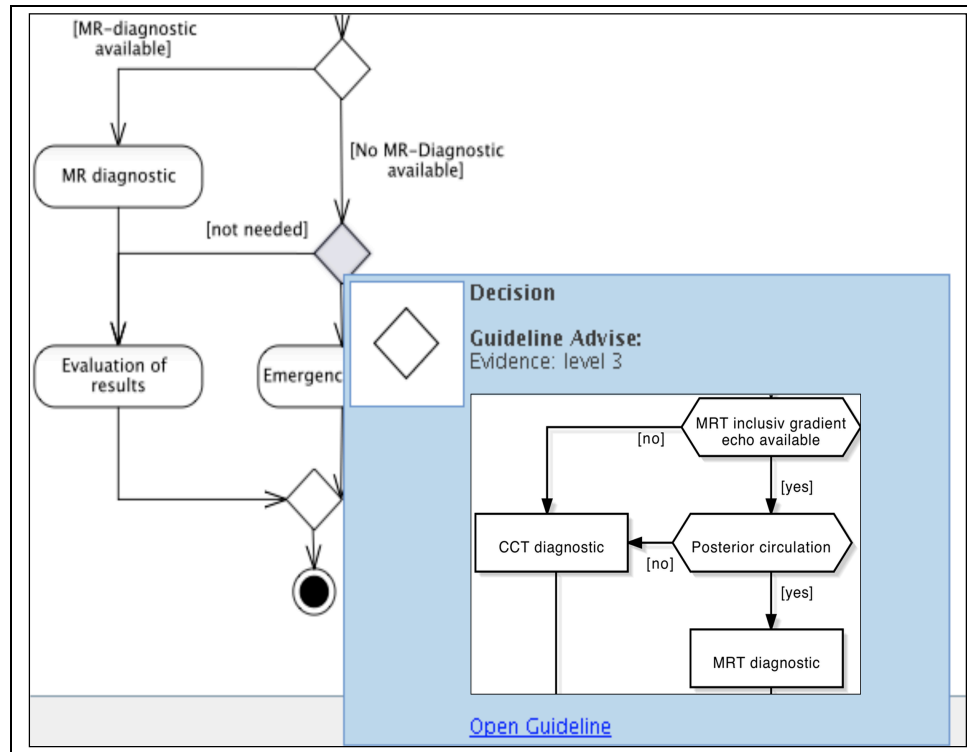 [MR-diagnostic
available]
[No MR-Diagnostic
available]
MR diagnostic
[not needed]
Evaluation of
results
Emergenc
Decision
Guideline Advise:
Evidence: level 3
MRT inclusiv gradient
echo available
[no]
[yes]
CCT diagnostic
Posterior circulation
[no]
[yes]
MRT diagnostic
Open Guideline